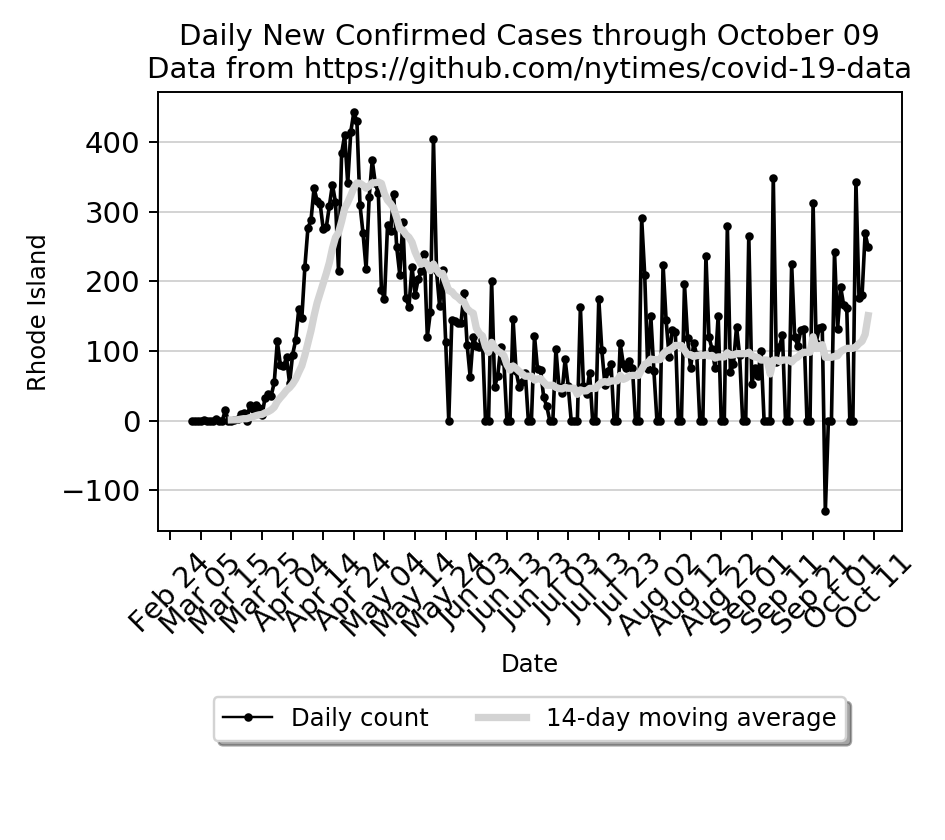 Daily New Confirmed Cases through October 09
Data from https://github.com/nytimes/covid-19-data
Rhode Island
400
300
200
100
0
−100
Feb 24
Mar 05
Mar 15
Mar 25
Apr 04
Apr 14
Apr 24
May 04
May 14
May 24
Jun 03
Jun 13
Jun 23
Jul 03
Jul 13
Jul 23
Aug 02
Aug 12
Aug 22
Sep 01
Sep 11
Sep 21
Oct 01
Oct 11
Date
Daily count
14-day moving average